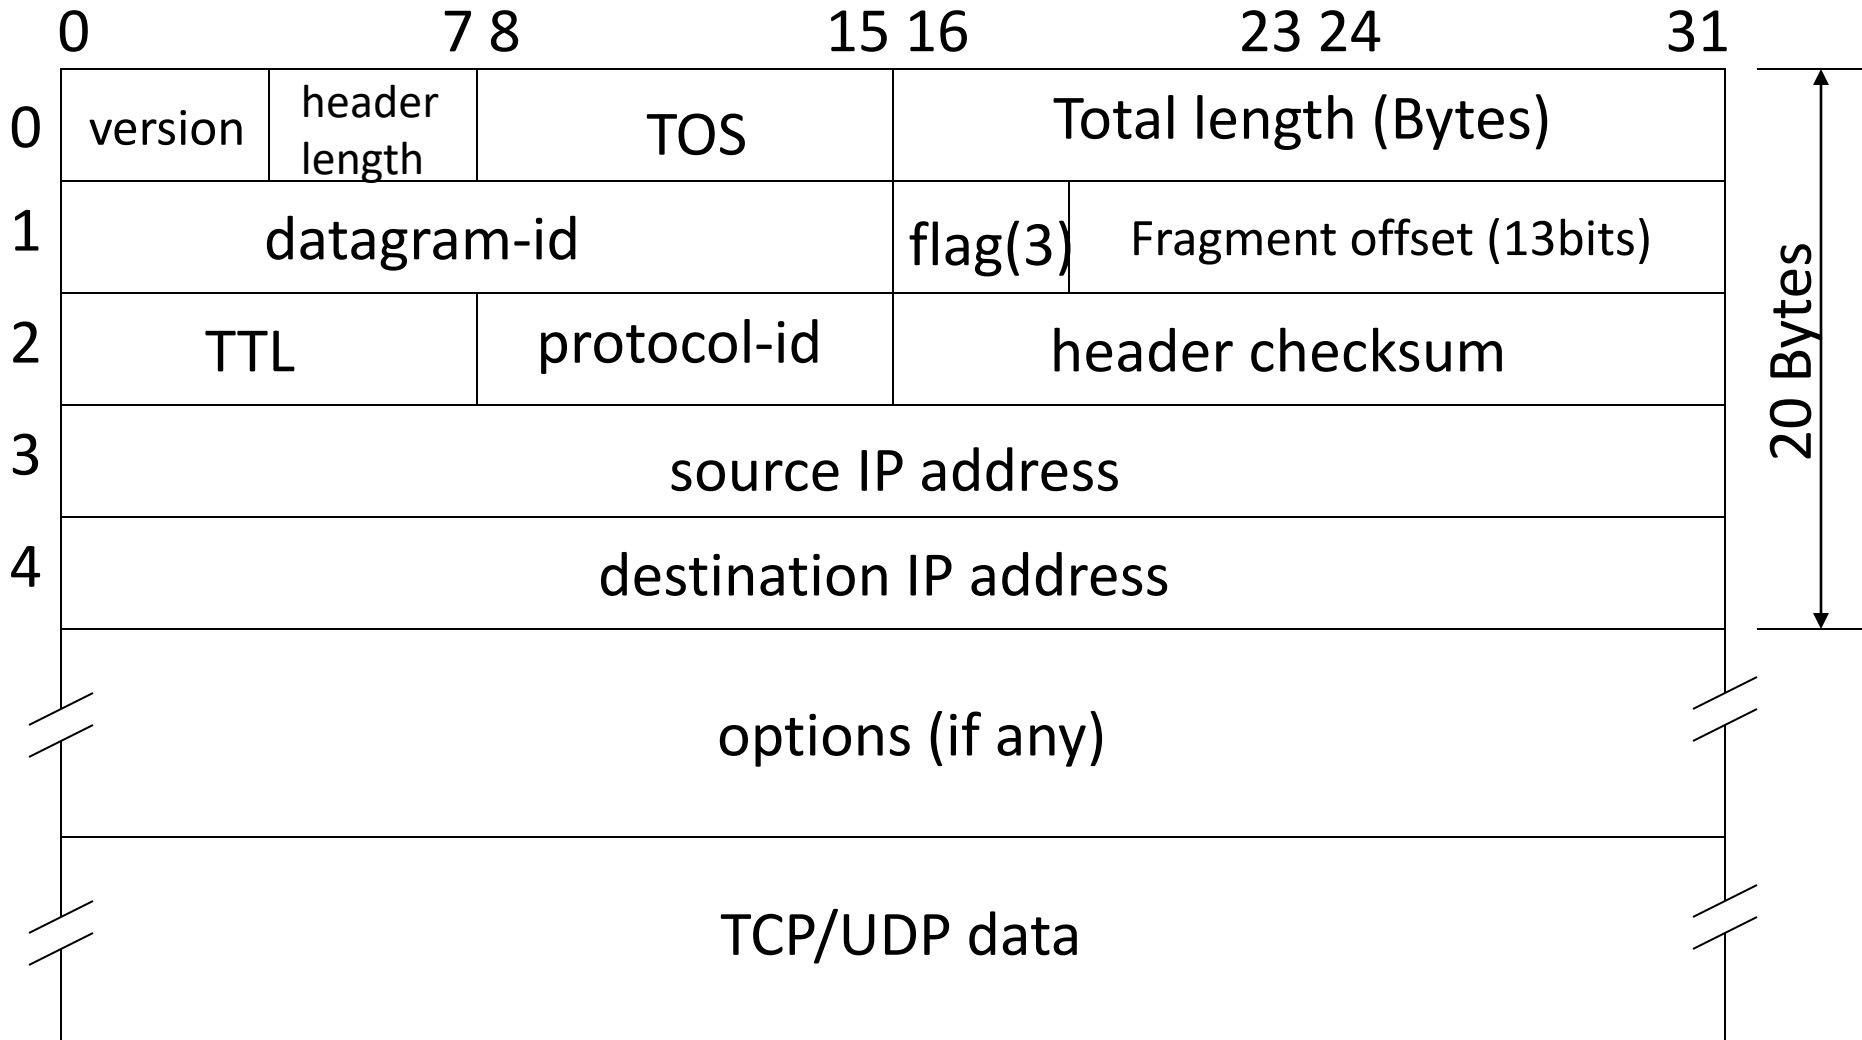 0 7 8 15 16 23 24 31
0 version header length TOS Total length (Bytes)
1 datagram-id flag(3) Fragment offset (13bits)
2 TTL protocol-id header checksum
3 source IP address
4 destination IP address
20 Bytes
options (if any)
TCP/UDP data